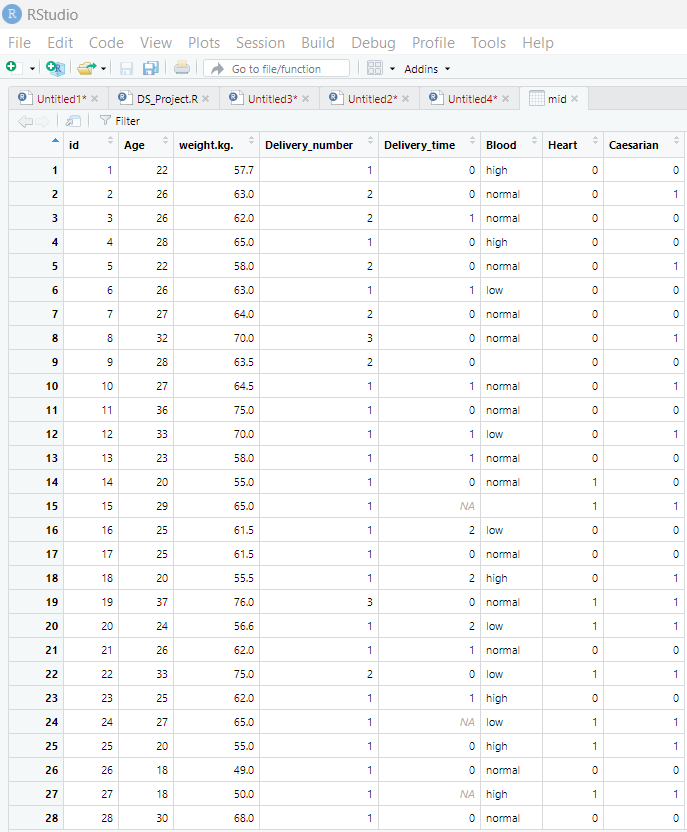 RStudio
File Edit Code View Plots Session Build Debug Profile Tools Help
Go to file/function Addins
Untitled1* DS_Project.R Untitled3* Untitled2* Untitled4* mid
Filter
id Age weight.kg. Delivery_number Delivery_time Blood Heart Caesarian
1 1 22 57.7 1 0 high 0 0
2 2 26 63.0 2 0 normal 0 1
3 3 26 62.0 2 1 normal 0 0
4 4 28 65.0 1 0 high 0 0
5 5 22 58.0 2 0 normal 0 1
6 6 26 63.0 1 1 low 0 0
7 7 27 64.0 2 0 normal 0 0
8 8 32 70.0 3 0 normal 0 1
9 9 28 63.5 2 0 0 0
10 10 27 64.5 1 1 normal 0 1
11 11 36 75.0 1 0 normal 0 0
12 12 33 70.0 1 1 low 0 1
13 13 23 58.0 1 1 normal 0 0
14 14 20 55.0 1 0 normal 1 0
15 15 29 65.0 1 NA 1 1
16 16 25 61.5 1 2 low 0 0
17 17 25 61.5 1 0 normal 0 0
18 18 20 55.5 1 2 high 0 1
19 19 37 76.0 3 0 normal 1 1
20 20 24 56.6 1 2 low 1 1
21 21 26 62.0 1 1 normal 0 0
22 22 33 75.0 2 0 low 1 1
23 23 25 62.0 1 1 high 0 0
24 24 27 65.0 1 NA low 1 1
25 25 20 55.0 1 0 high 1 1
26 26 18 49.0 1 0 normal 0 0
27 27 18 50.0 1 NA high 1 1
28 28 30 68.0 1 0 normal 0 0